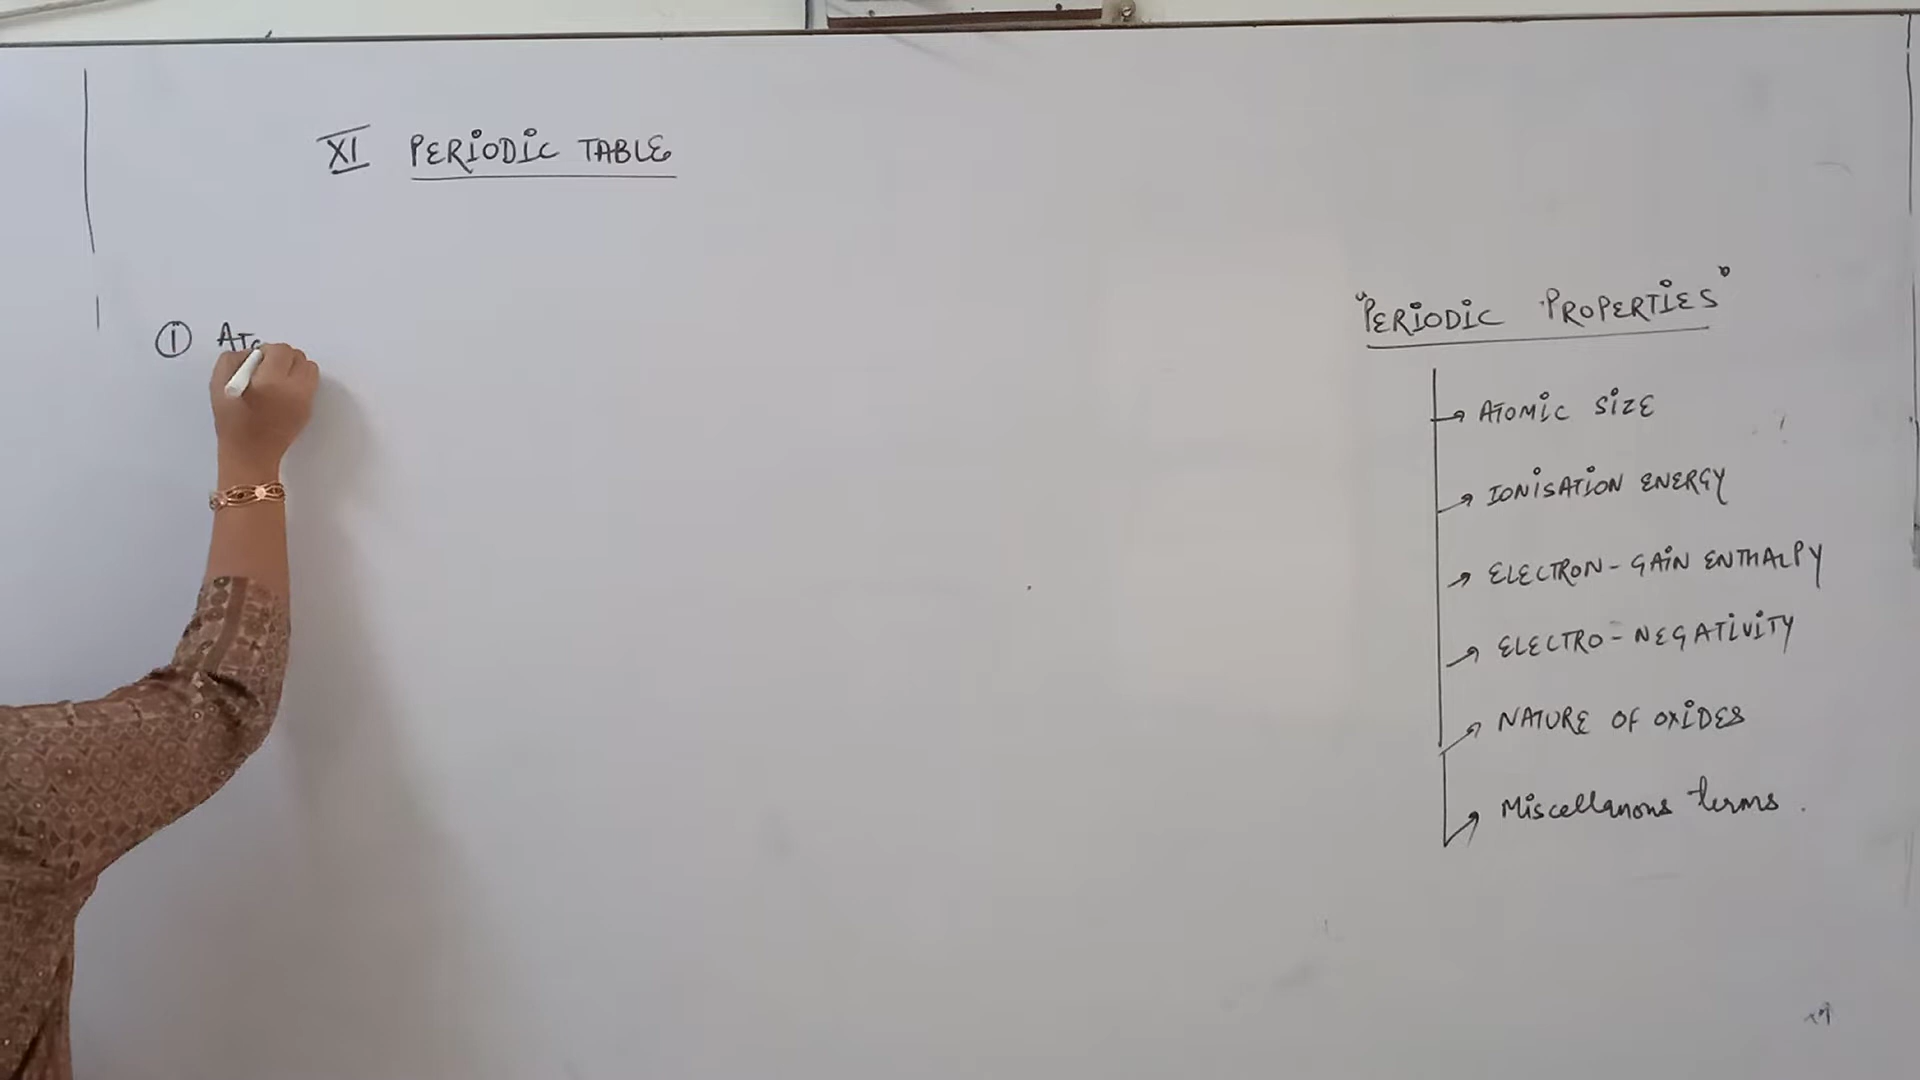 XI PERIODIC TABLE
① ATO
"PERIODIC PROPERTIES"
→ ATOMIC SIZE
→ IONISATION ENERGY
→ ELECTRON-GAIN ENTHALPY
→ ELECTRO-NEGATIVITY
→ NATURE OF OXIDES
→ Miscellanous terms.